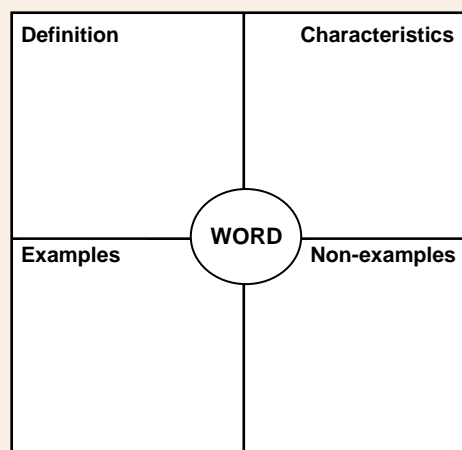 Definition
Characteristics
WORD
Examples
Non-examples